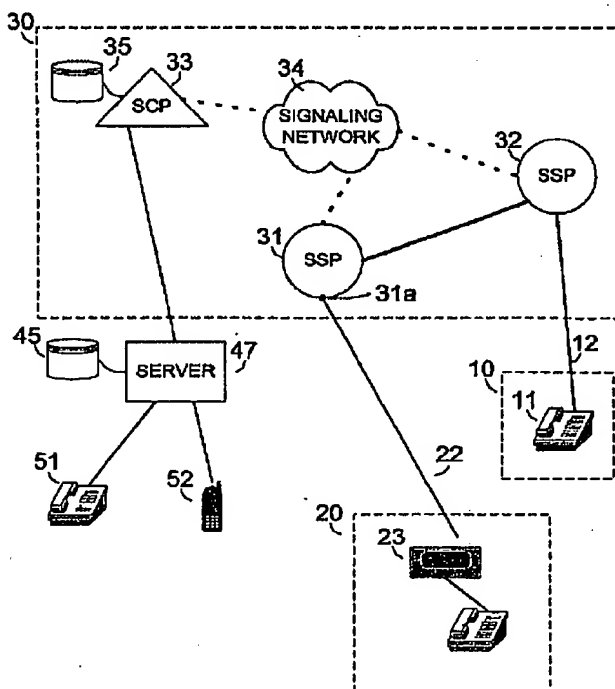 30
35
33
SCP
34
SIGNALING
NETWORK
32
SSP
31
SSP
31a
12
45
SERVER
47
10
11
51
52
22
20
23